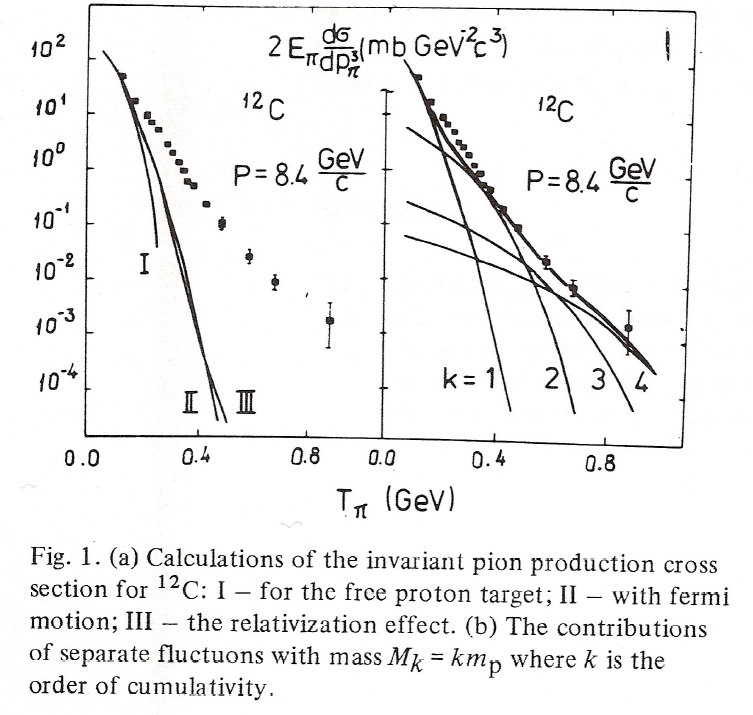 2 E_π dσ/dp³_π (mb GeV⁻²c³)
10²
10¹
10⁰
10⁻¹
10⁻²
10⁻³
10⁻⁴
¹²C
P = 8.4 GeV/c
I
II
III
¹²C
P = 8.4 GeV/c
k = 1
2
3
4
0.0 0.4 0.8 0.0 0.4 0.8
T_π (GeV)
Fig. 1. (a) Calculations of the invariant pion production cross
section for ¹²C: I – for the free proton target; II – with fermi
motion; III – the relativization effect. (b) The contributions
of separate fluctuons with mass M_k = km_p where k is the
order of cumulativity.